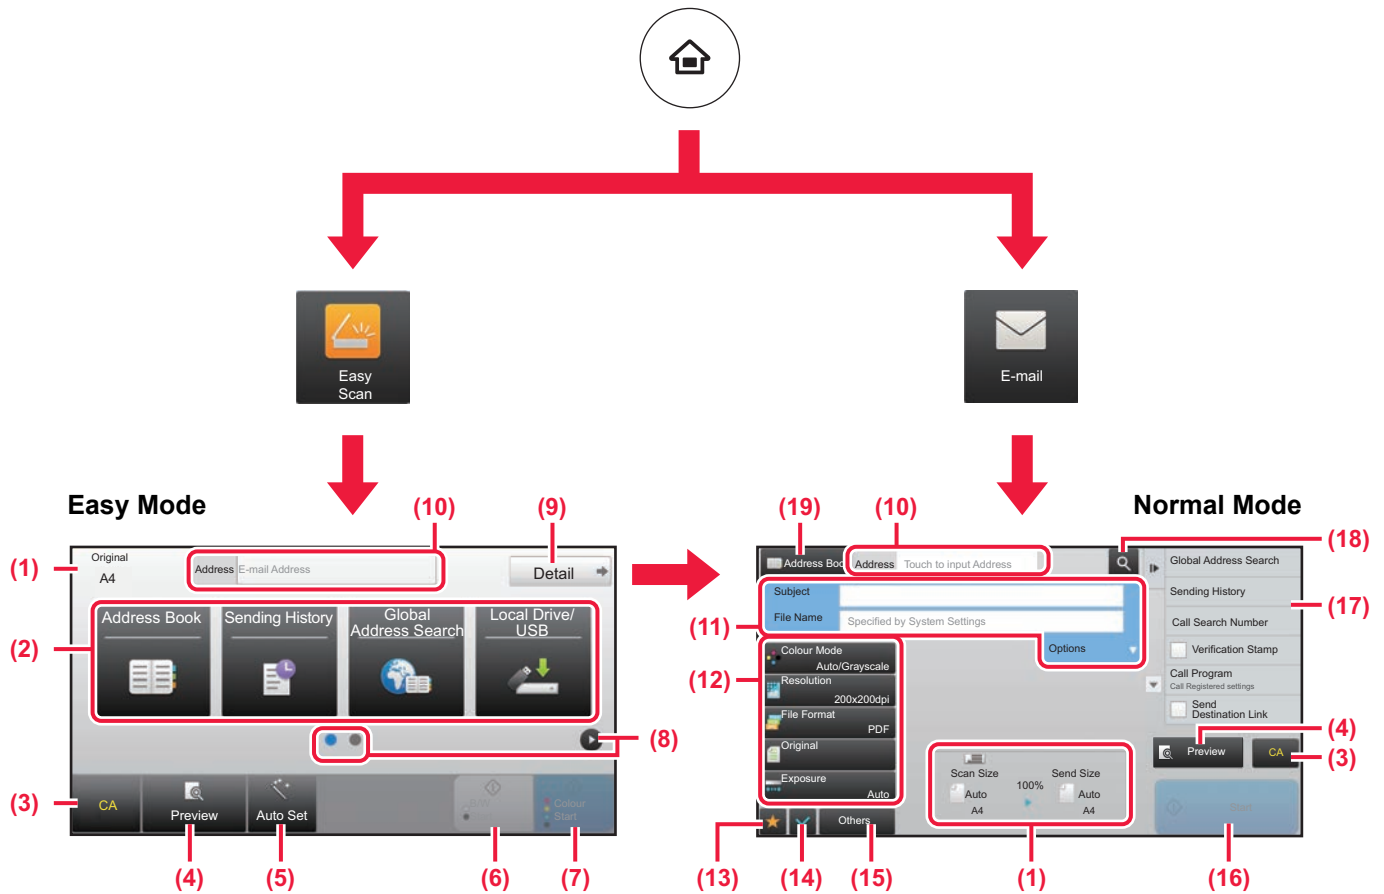 Easy
Scan
E-mail
Easy Mode
Normal Mode
(10)
(9)
(19)
(10)
(18)
(1)
Original
A4
Address
E-mail Address
Detail
(2)
Address Book
Sending History
Global
Address Search
Local Drive/
USB
(8)
(3)
CA
Preview
Auto Set
B/W
Colour
Start
(4)
(5)
(6)
(7)
Address Boo
Address
Touch to input Address
Global Address Search
Subject
Sending History
(17)
File Name
Specified by System Settings
Call Search Number
(11)
Options
Verification Stamp
(12)
Colour Mode
Auto/Grayscale
Call Program
Call Registered settings
Resolution
200x200dpi
Send
Destination Link
File Format
PDF
(4)
Original
Preview
CA
(3)
Exposure
Auto
Scan Size
Auto
A4
100%
Send Size
Auto
A4
Start
Others
(13)
(14)
(15)
(1)
(16)